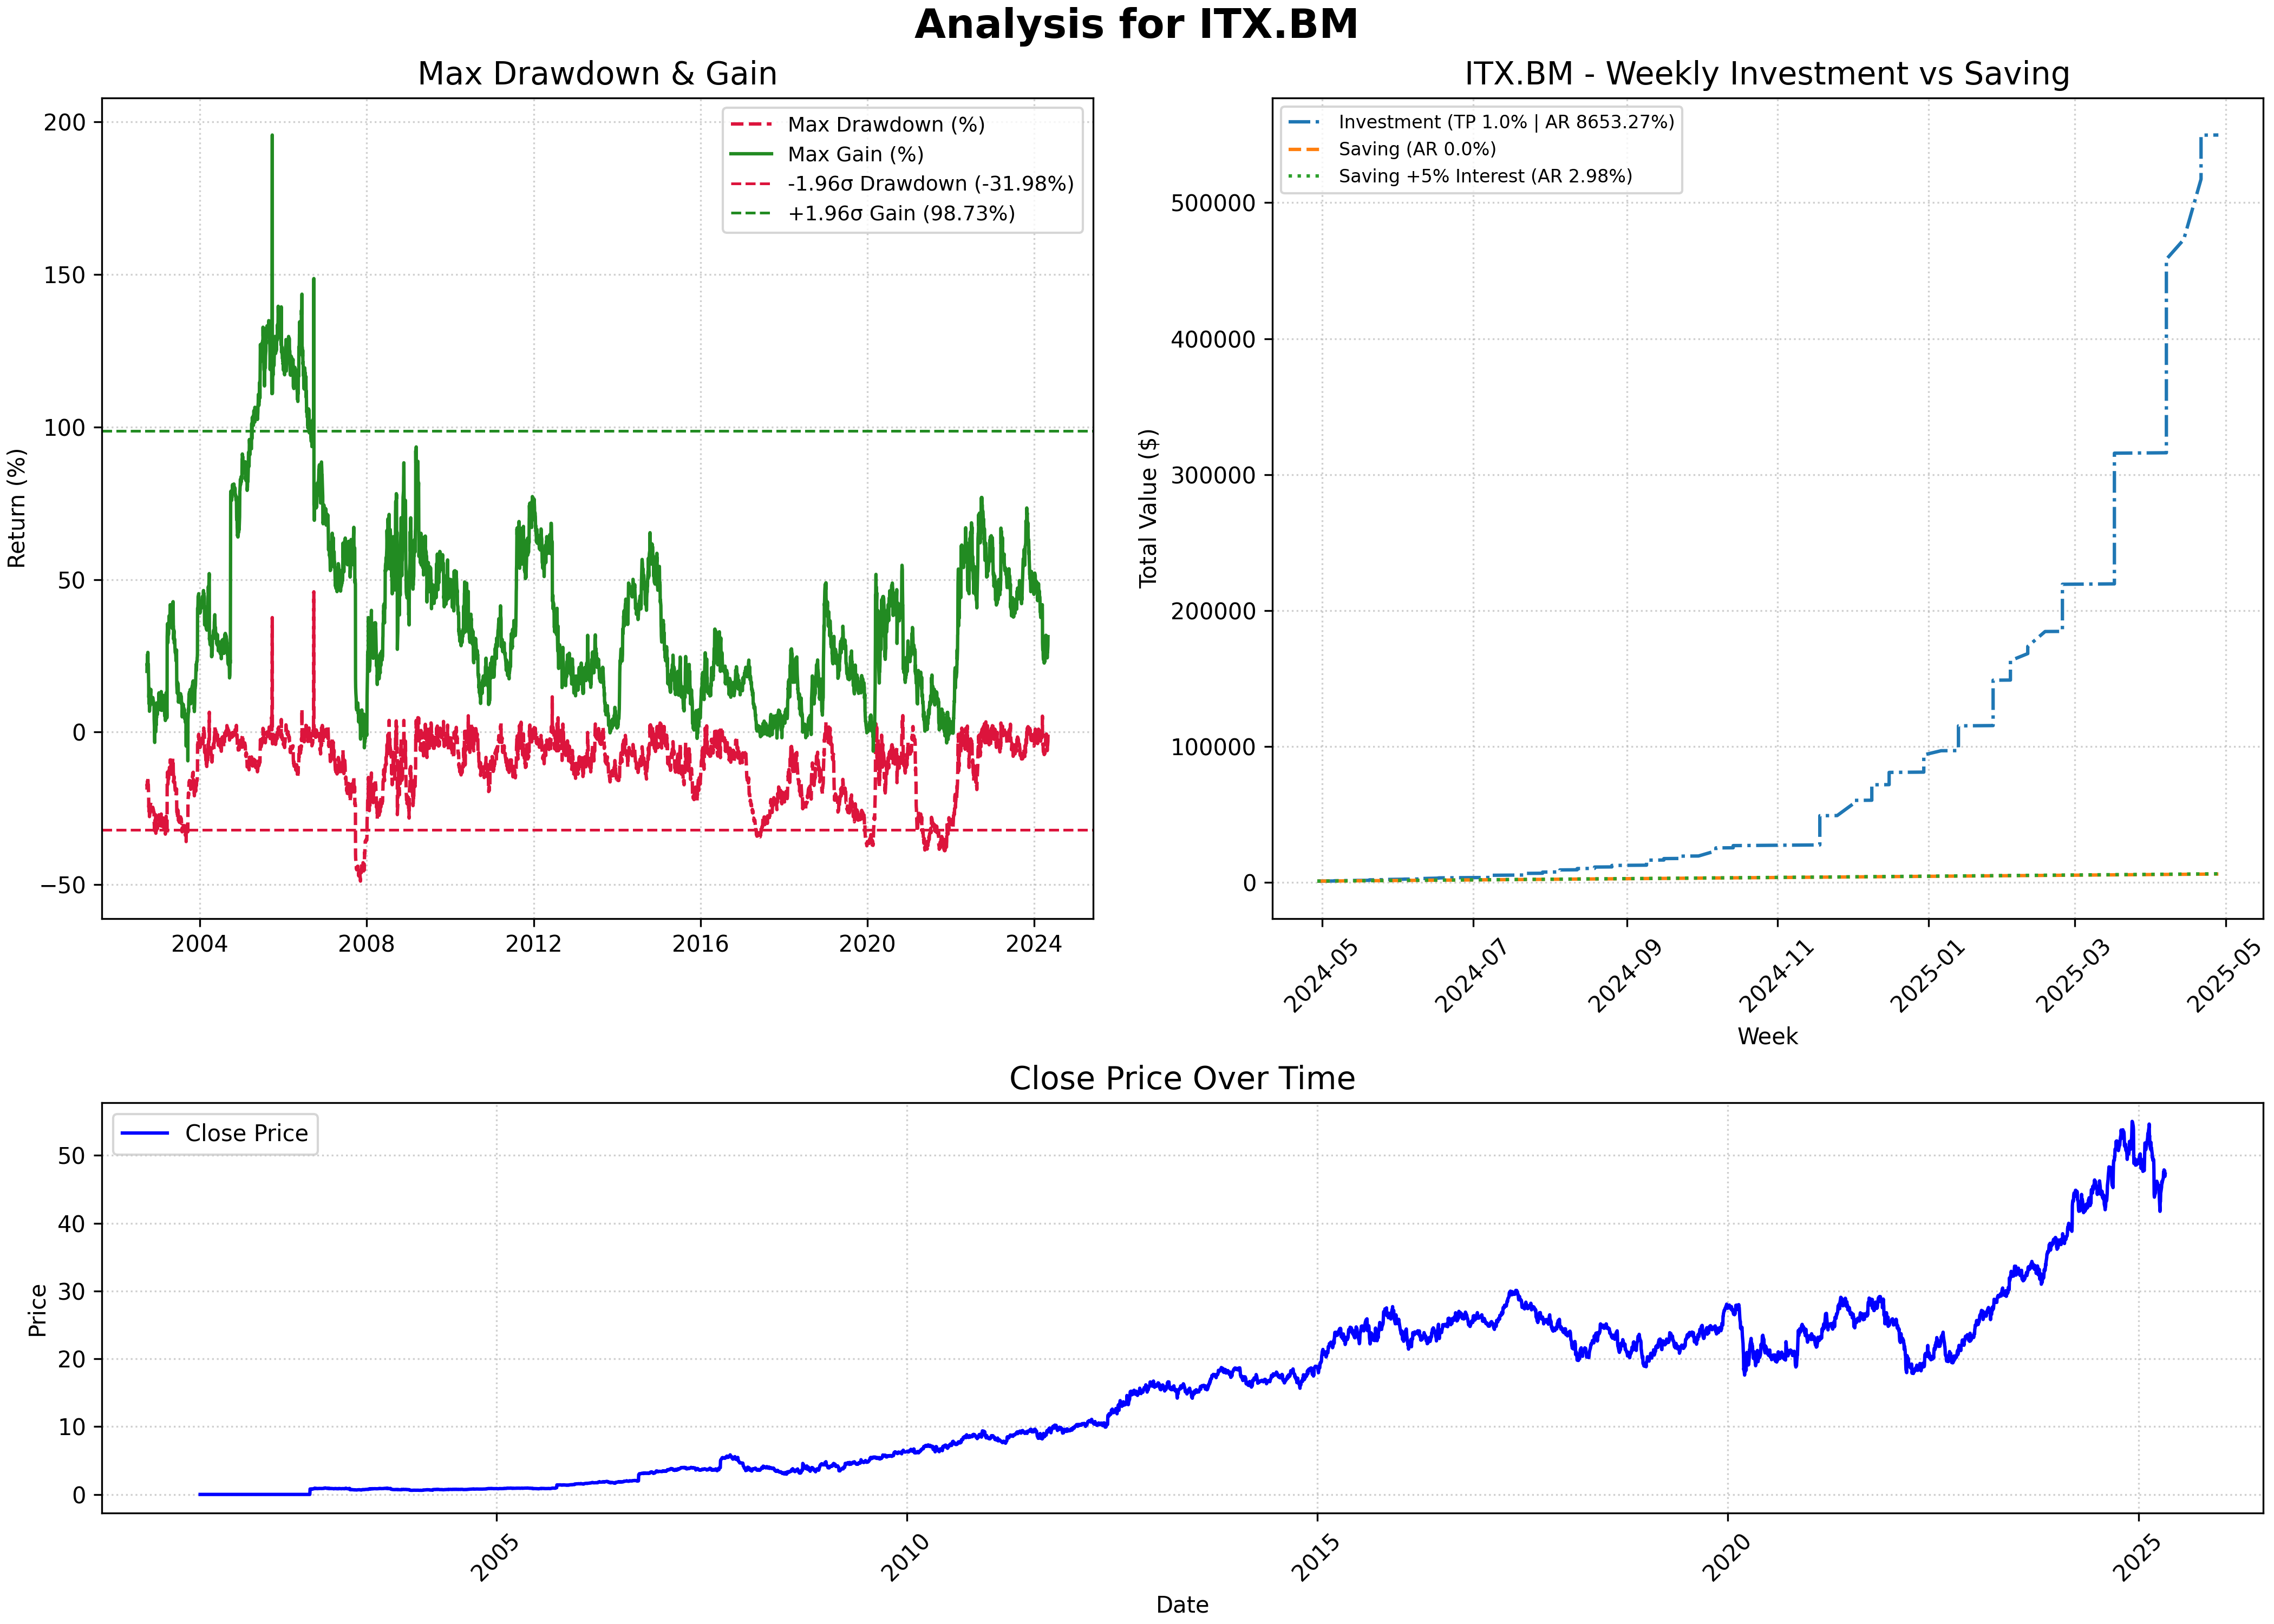 Analysis for ITX.BM
Max Drawdown & Gain
Return (%)
200
150
100
50
0
−50
2004
2008
2012
2016
2020
2024
Max Drawdown (%)
Max Gain (%)
-1.96σ Drawdown (-31.98%)
+1.96σ Gain (98.73%)
ITX.BM - Weekly Investment vs Saving
Total Value ($)
500000
400000
300000
200000
100000
0
2024-05
2024-07
2024-09
2024-11
2025-01
2025-03
2025-05
Week
Investment (TP 1.0% | AR 8653.27%)
Saving (AR 0.0%)
Saving +5% Interest (AR 2.98%)
Close Price Over Time
Price
50
40
30
20
10
0
2005
2010
2015
2020
2025
Date
Close Price